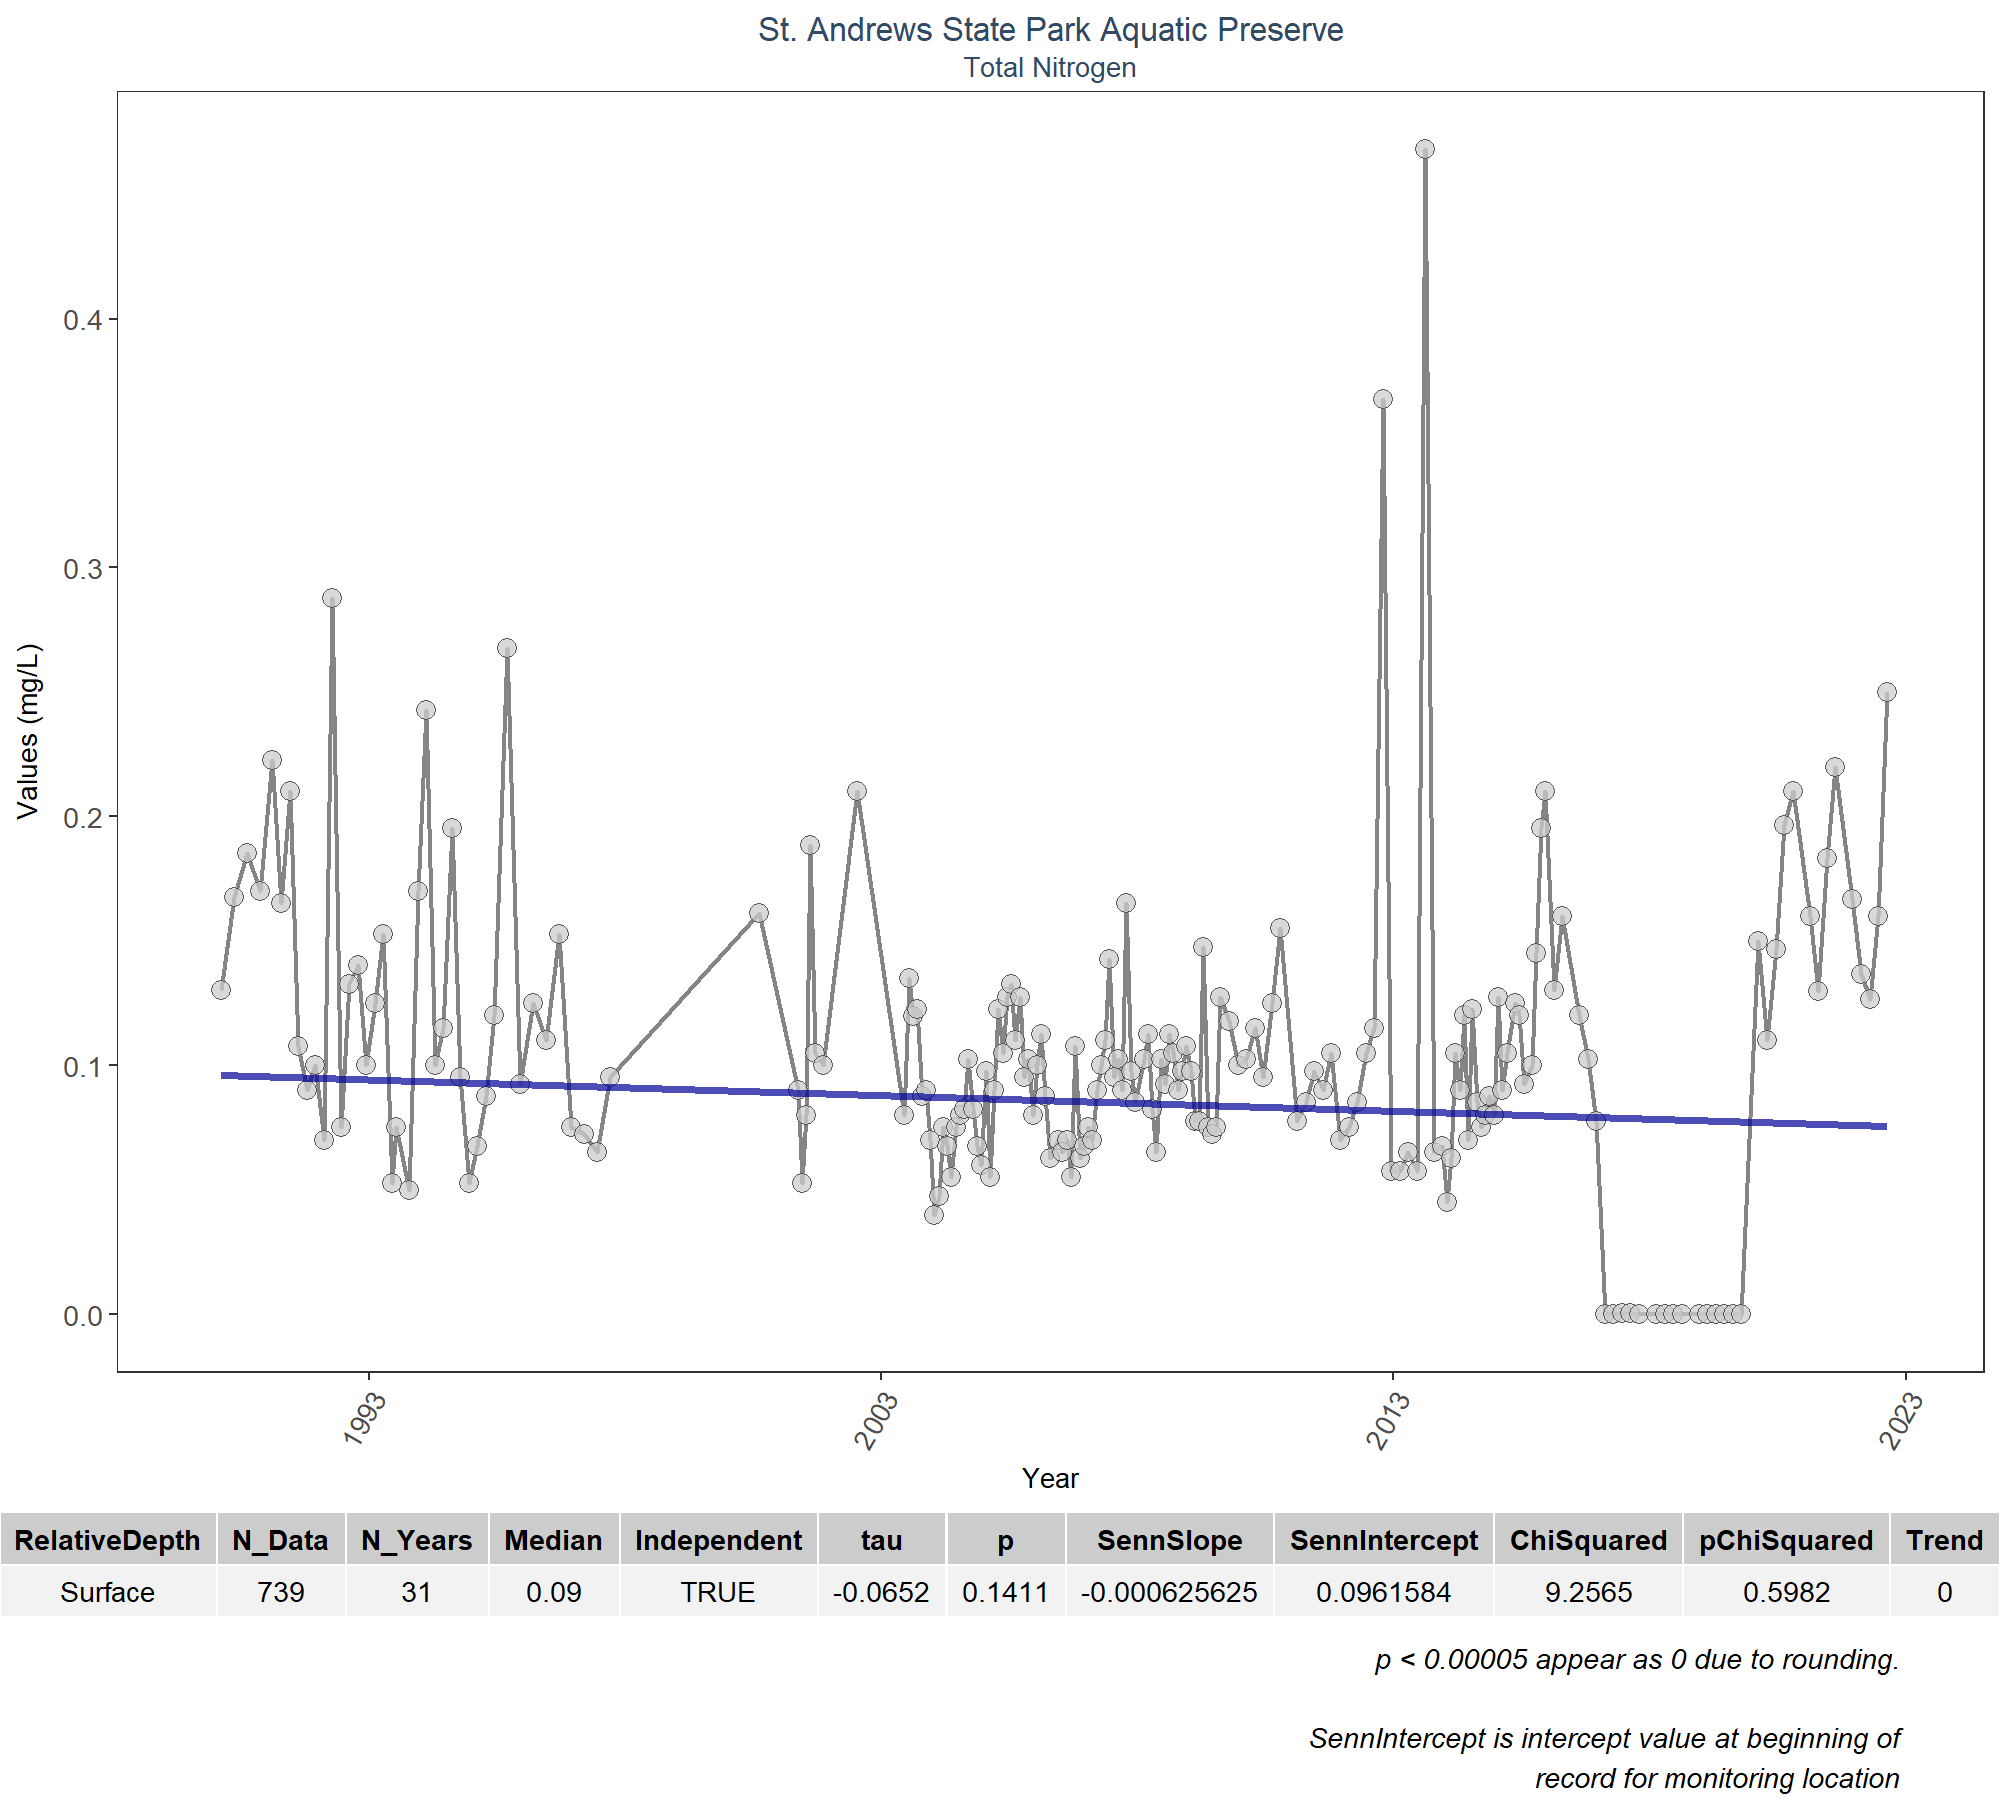 St. Andrews State Park Aquatic Preserve
Total Nitrogen
Values (mg/L)
0.4
0.3
0.2
0.1
0.0
1993 2003 2013 2023
Year
RelativeDepth N_Data N_Years Median Independent tau p SennSlope SennIntercept ChiSquared pChiSquared Trend
Surface 739 31 0.09 TRUE -0.0652 0.1411 -0.000625625 0.0961584 9.2565 0.5982 0
p < 0.00005 appear as 0 due to rounding.
SennIntercept is intercept value at beginning of
record for monitoring location